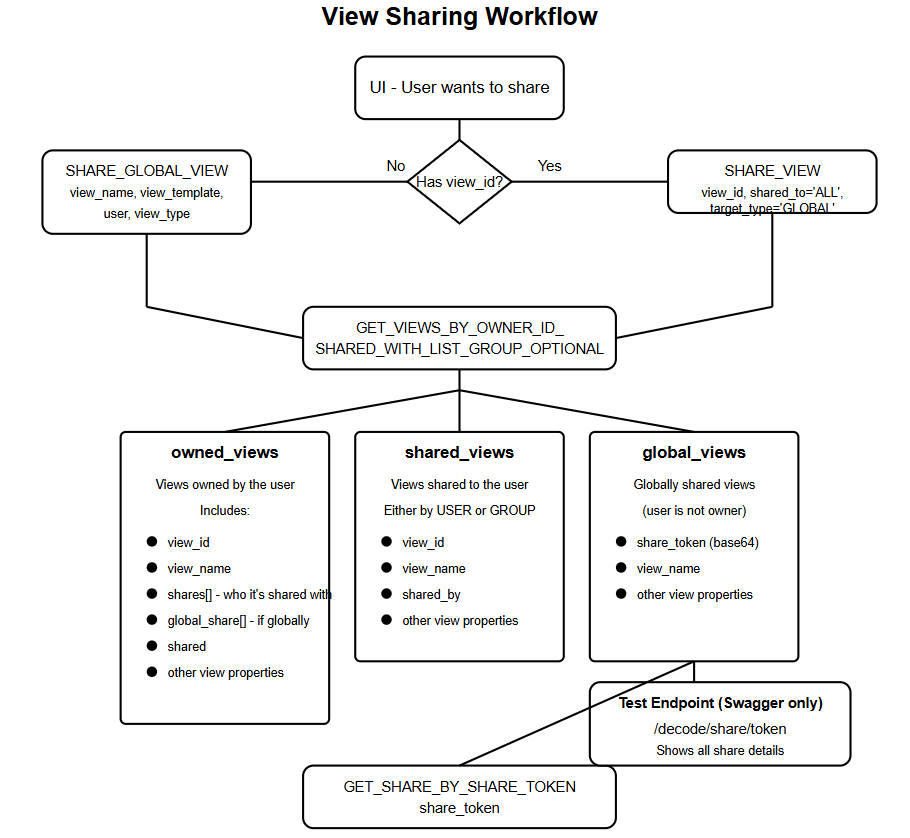 View Sharing Workflow
UI - User wants to share
No
Has view_id?
Yes
SHARE_GLOBAL_VIEW
view_name, view_template,
user, view_type
SHARE_VIEW
view_id, shared_to='ALL',
target_type='GLOBAL'
GET_VIEWS_BY_OWNER_ID_
SHARED_WITH_LIST_GROUP_OPTIONAL
owned_views
Views owned by the user
Includes:
● view_id
● view_name
● shares[] - who it's shared with
● global_share[] - if globally
● shared
● other view properties
shared_views
Views shared to the user
Either by USER or GROUP
● view_id
● view_name
● shared_by
● other view properties
global_views
Globally shared views
(user is not owner)
● share_token (base64)
● view_name
● other view properties
Test Endpoint (Swagger only)
/decode/share/token
Shows all share details
GET_SHARE_BY_SHARE_TOKEN
share_token